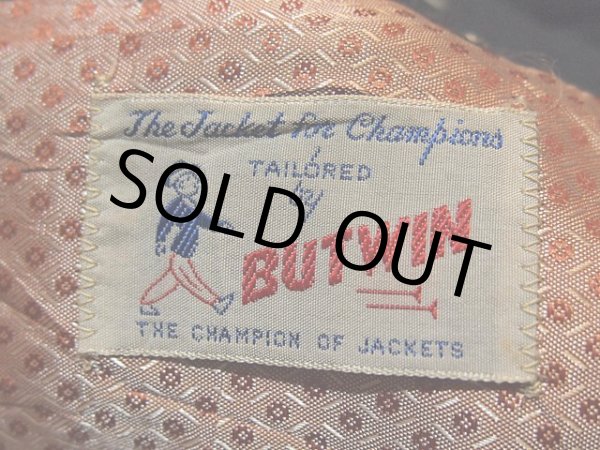 The Jacket for Champions
TAILORED
by
BUTWIN
THE CHAMPION OF JACKETS
SOLD OUT